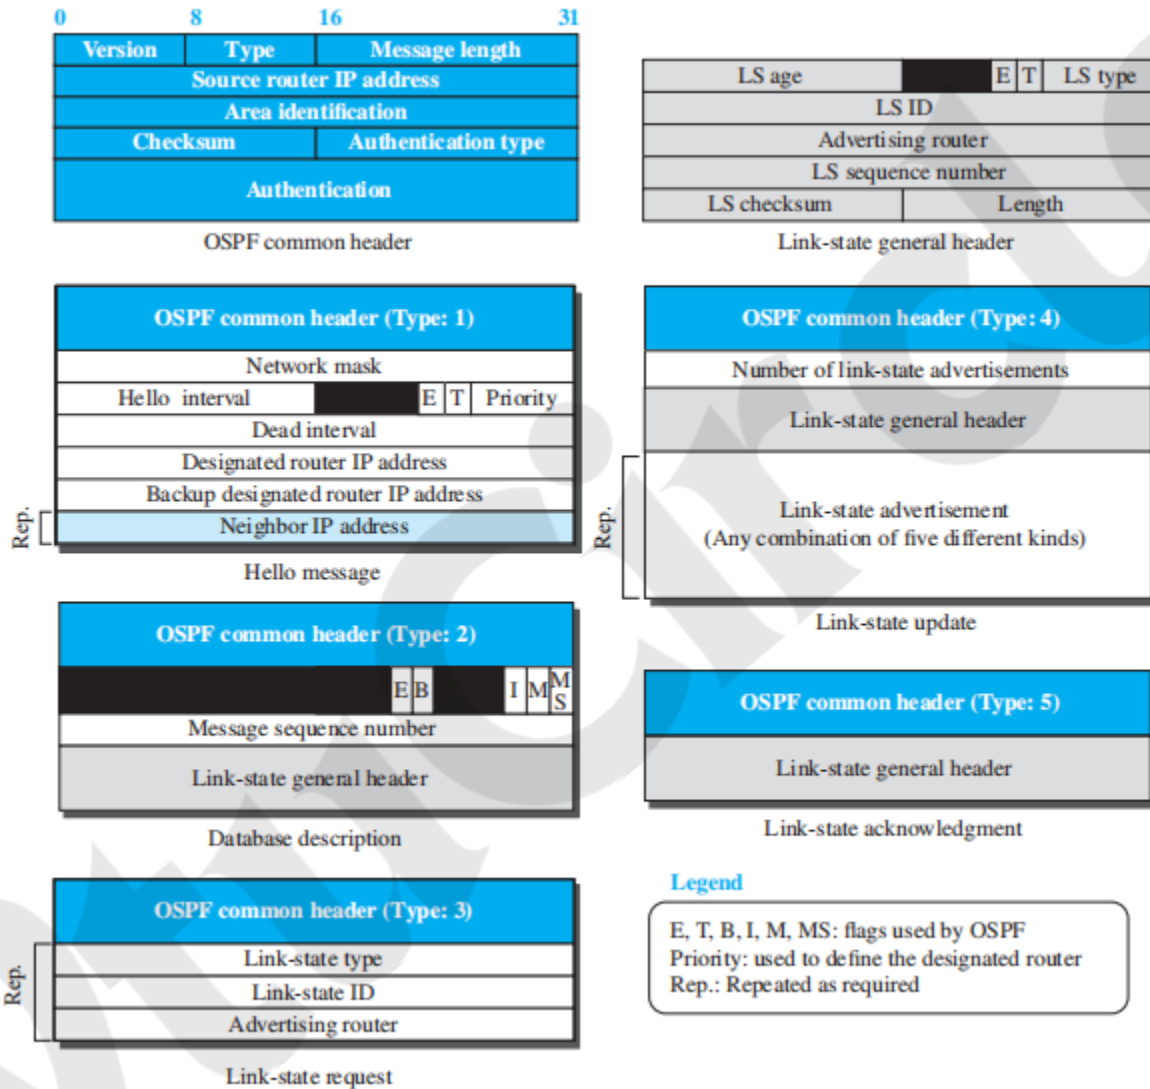 0 8 16 31
Version Type Message length
Source router IP address
Area identification
Checksum Authentication type
Authentication
OSPF common header
LS age E T LS type
LS ID
Advertising router
LS sequence number
LS checksum Length
Link-state general header
OSPF common header (Type: 1)
Network mask
Hello interval E T Priority
Dead interval
Designated router IP address
Backup designated router IP address
Rep. Neighbor IP address
Hello message
OSPF common header (Type: 4)
Number of link-state advertisements
Link-state general header
Rep.
Link-state advertisement
(Any combination of five different kinds)
Link-state update
OSPF common header (Type: 2)
E B I M MS
Message sequence number
Link-state general header
Database description
OSPF common header (Type: 5)
Link-state general header
Link-state acknowledgment
OSPF common header (Type: 3)
Rep.
Link-state type
Link-state ID
Advertising router
Link-state request
Legend
E, T, B, I, M, MS: flags used by OSPF
Priority: used to define the designated router
Rep.: Repeated as required